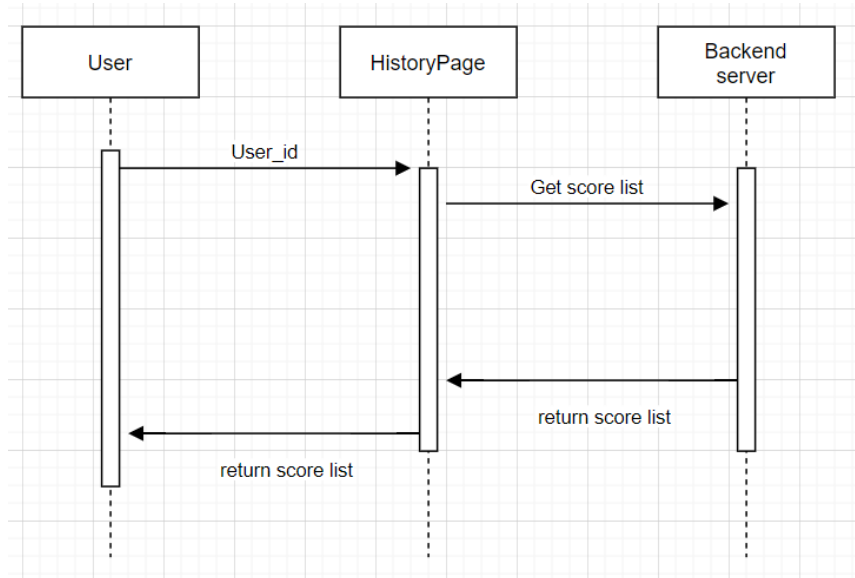 User
HistoryPage
Backend
server
User_id
Get score list
return score list
return score list